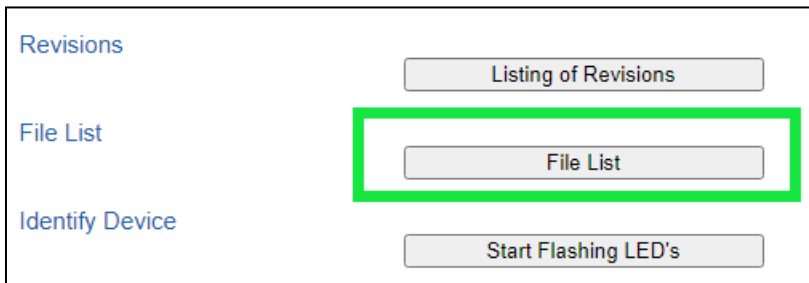 Revisions
Listing of Revisions
File List
File List
Identify Device
Start Flashing LED's